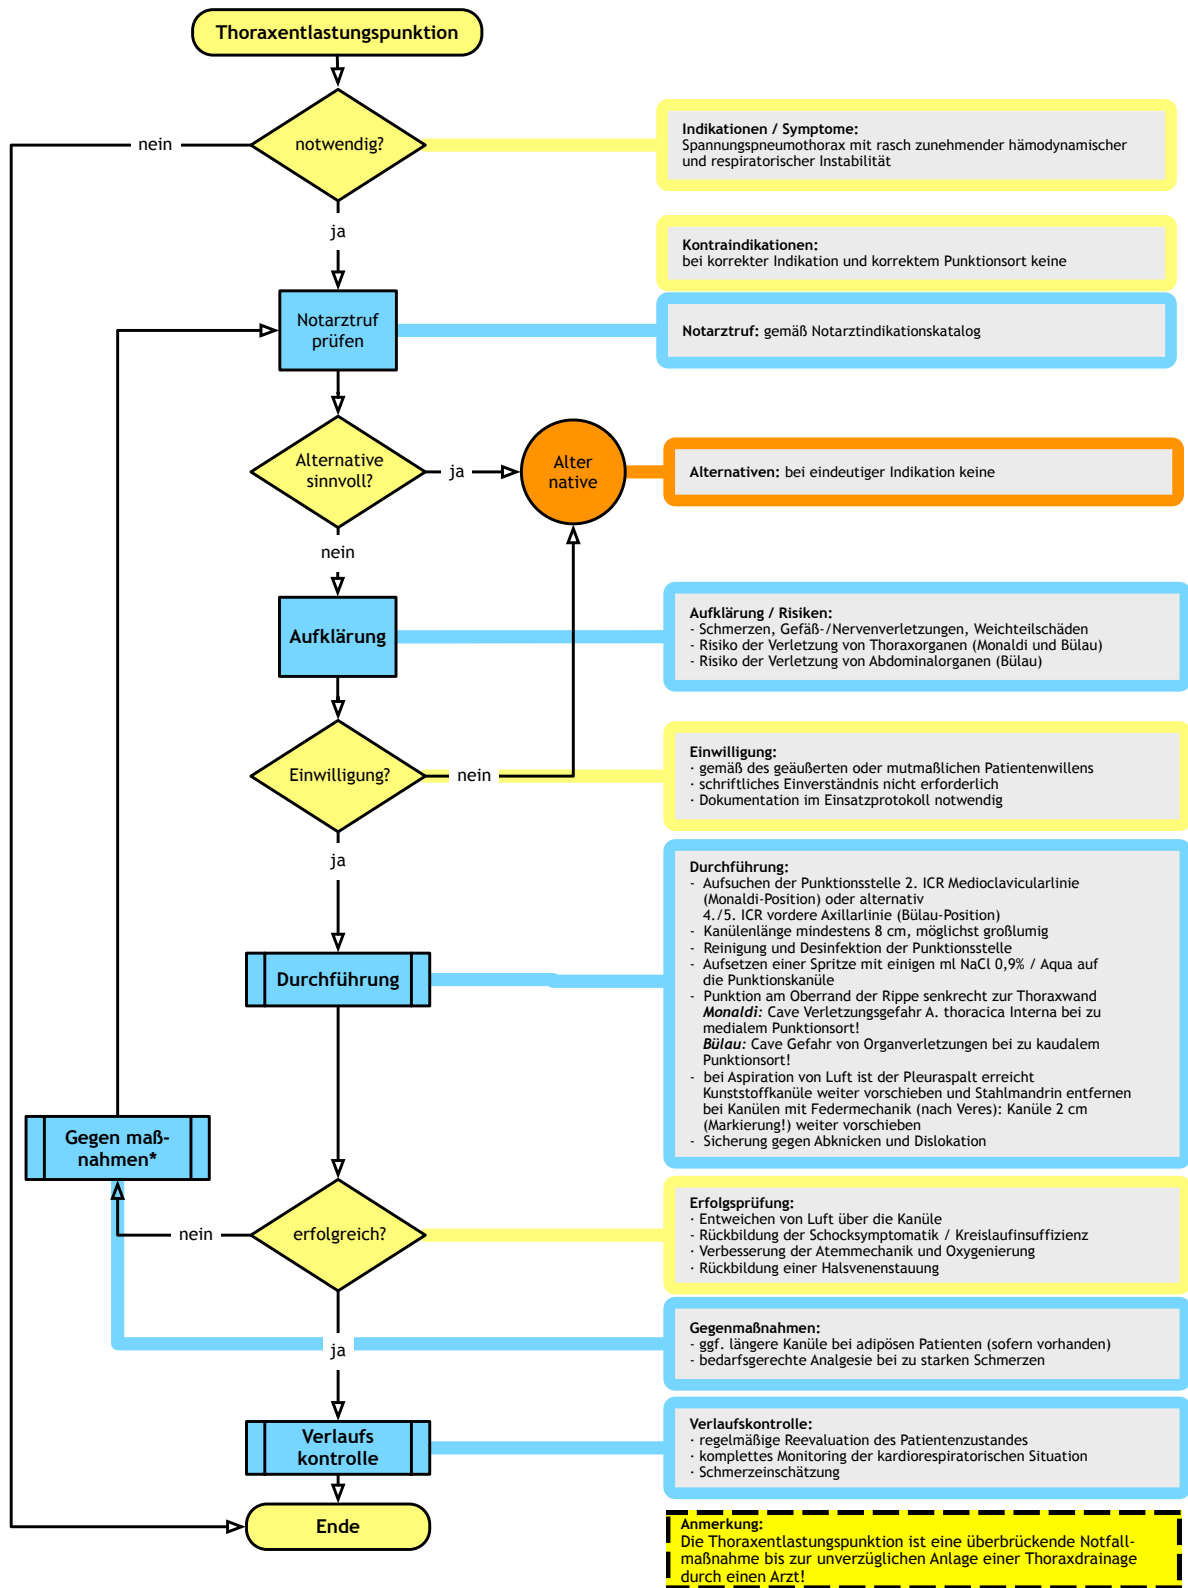 Thoraxentlastungspunktion
nein
notwendig?
Indikationen / Symptome:
Spannungspneumothorax mit rasch zunehmender hämodynamischer
und respiratorischer Instabilität
ja
Kontraindikationen:
bei korrekter Indikation und korrektem Punktionsort keine
Notarztruf
prüfen
Notarztruf: gemäß Notarztindikationskatalog
Alternative
sinnvoll?
ja
Alter
native
Alternativen: bei eindeutiger Indikation keine
nein
Aufklärung
Aufklärung / Risiken:
- Schmerzen, Gefäß-/Nervenverletzungen, Weichteilschäden
- Risiko der Verletzung von Thoraxorganen (Monaldi und Bülau)
- Risiko der Verletzung von Abdominalorganen (Bülau)
Einwilligung?
nein
Einwilligung:
· gemäß des geäußerten oder mutmaßlichen Patientenwillens
· schriftliches Einverständnis nicht erforderlich
· Dokumentation im Einsatzprotokoll notwendig
ja
Durchführung
Durchführung:
- Aufsuchen der Punktionsstelle 2. ICR Medioclavicularlinie
(Monaldi-Position) oder alternativ
4./5. ICR vordere Axillarlinie (Bülau-Position)
- Kanülenlänge mindestens 8 cm, möglichst großlumig
- Reinigung und Desinfektion der Punktionsstelle
- Aufsetzen einer Spritze mit einigen ml NaCl 0,9% / Aqua auf
die Punktionskanüle
- Punktion am Oberrand der Rippe senkrecht zur Thoraxwand
Monaldi: Cave Verletzungsgefahr A. thoracica Interna bei zu
medialem Punktionsort!
Bülau: Cave Gefahr von Organverletzungen bei zu kaudalem
Punktionsort!
- bei Aspiration von Luft ist der Pleuraspalt erreicht
Kunststoffkanüle weiter vorschieben und Stahlmandrin entfernen
bei Kanülen mit Federmechanik (nach Veres): Kanüle 2 cm
(Markierung!) weiter vorschieben
- Sicherung gegen Abknicken und Dislokation
Gegen maß-
nahmen*
nein
erfolgreich?
Erfolgsprüfung:
· Entweichen von Luft über die Kanüle
- Rückbildung der Schocksymptomatik / Kreislaufinsuffizienz
· Verbesserung der Atemmechanik und Oxygenierung
· Rückbildung einer Halsvenenstauung
ja
Gegenmaßnahmen:
- ggf. längere Kanüle bei adipösen Patienten (sofern vorhanden)
- bedarfsgerechte Analgesie bei zu starken Schmerzen
Verlaufs
kontrolle
Verlaufskontrolle:
· regelmäßige Reevaluation des Patientenzustandes
· komplettes Monitoring der kardiorespiratorischen Situation
· Schmerzeinschätzung
Ende
Anmerkung:
Die Thoraxentlastungspunktion ist eine überbrückende Notfall-
maßnahme bis zur unverzüglichen Anlage einer Thoraxdrainage
durch einen Arzt!